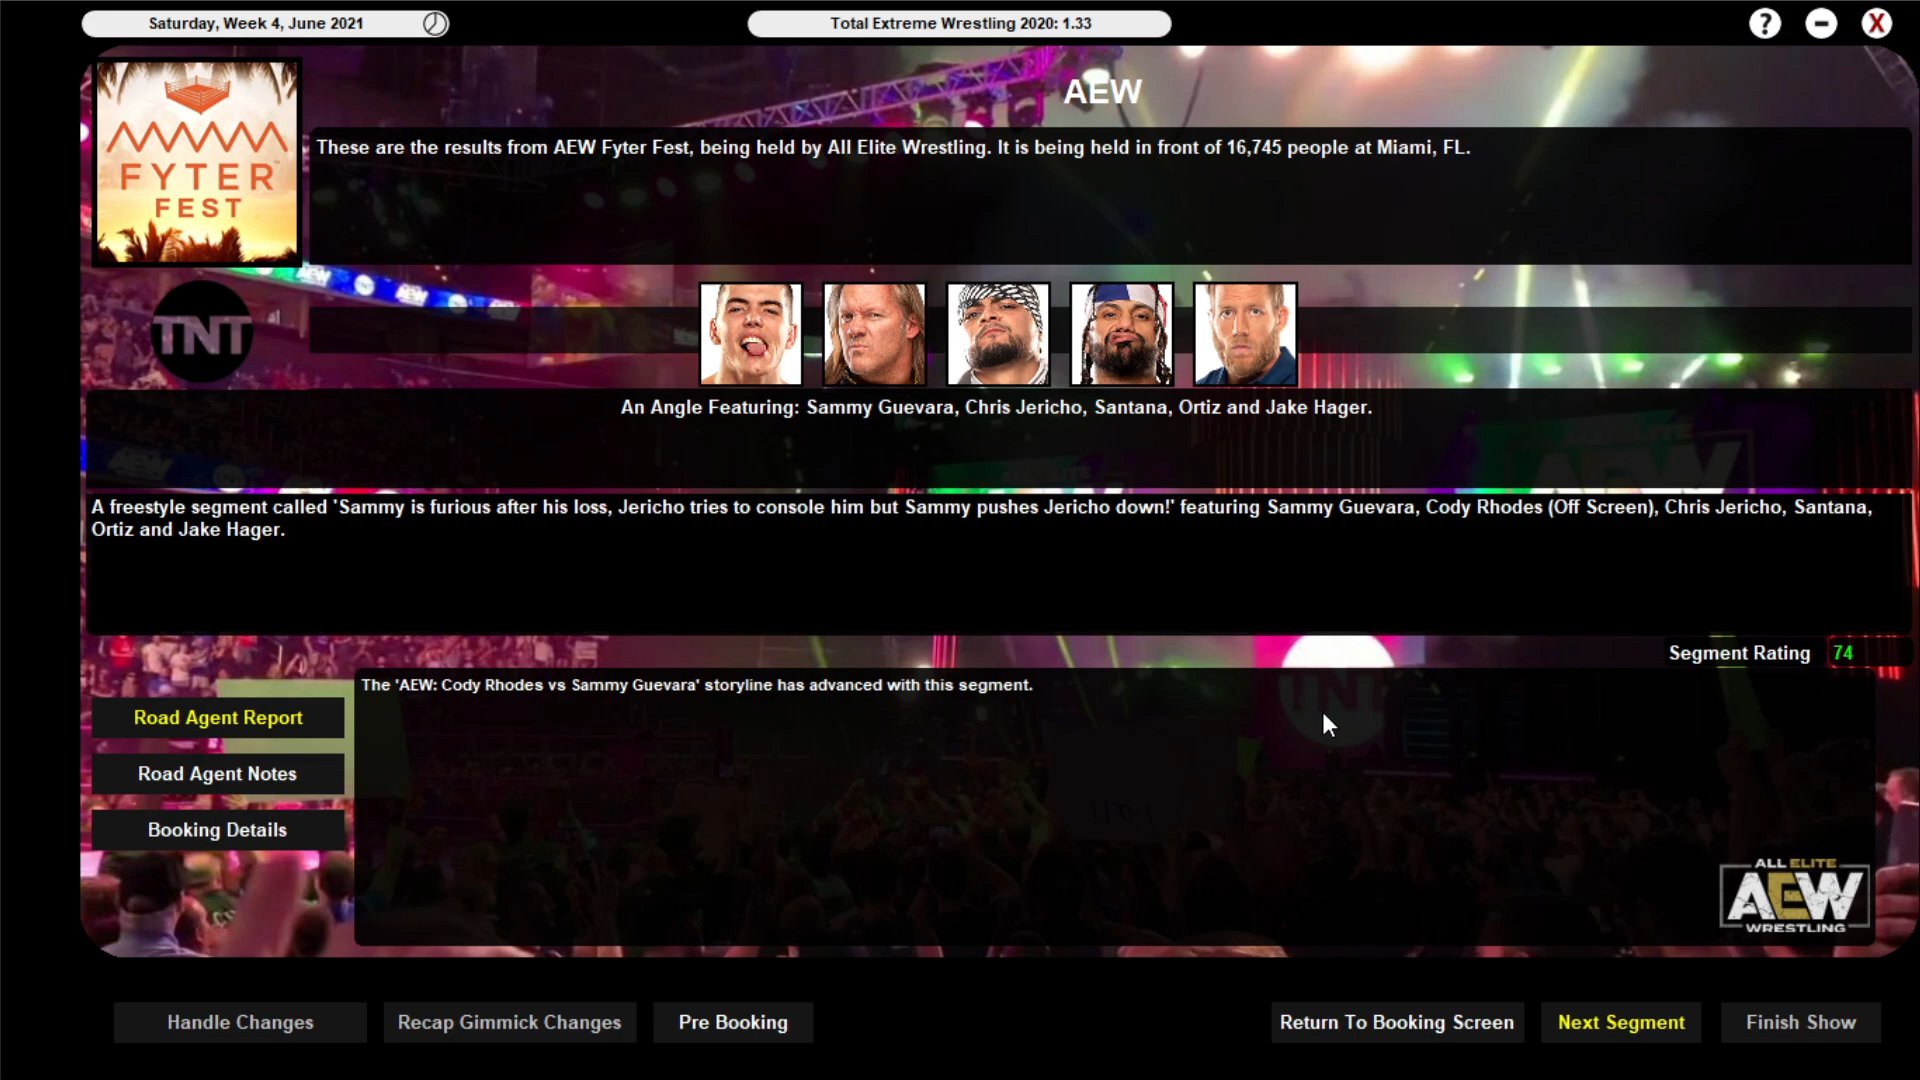 Saturday, Week 4, June 2021
Total Extreme Wrestling 2020: 1.33
?
X
FYTER
FEST
AEW
These are the results from AEW Fyter Fest, being held by All Elite Wrestling. It is being held in front of 16,745 people at Miami, FL.
TNT
An Angle Featuring: Sammy Guevara, Chris Jericho, Santana, Ortiz and Jake Hager.
A freestyle segment called 'Sammy is furious after his loss, Jericho tries to console him but Sammy pushes Jericho down!' featuring Sammy Guevara, Cody Rhodes (Off Screen), Chris Jericho, Santana,
Ortiz and Jake Hager.
Segment Rating 74
The 'AEW: Cody Rhodes vs Sammy Guevara' storyline has advanced with this segment.
Road Agent Report
Road Agent Notes
Booking Details
ALL ELITE
AEW
WRESTLING
Handle Changes
Recap Gimmick Changes
Pre Booking
Return To Booking Screen
Next Segment
Finish Show